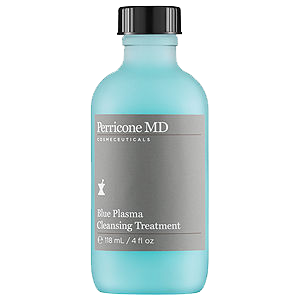 Perricone MD
COSMECEUTICALS
Blue Plasma
Cleansing Treatment
℮ 118 mL / 4 fl oz